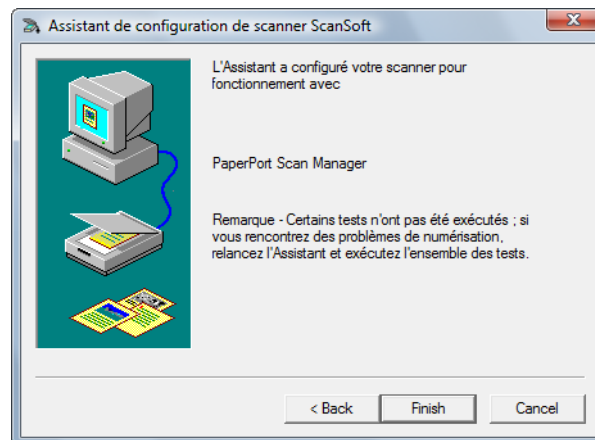 Assistant de configuration de scanner ScanSoft
L'Assistant a configuré votre scanner pour
fonctionnement avec
PaperPort Scan Manager
Remarque - Certains tests n'ont pas été exécutés ; si
vous rencontrez des problèmes de numérisation,
relancez l'Assistant et exécutez l'ensemble des tests.
< Back
Finish
Cancel